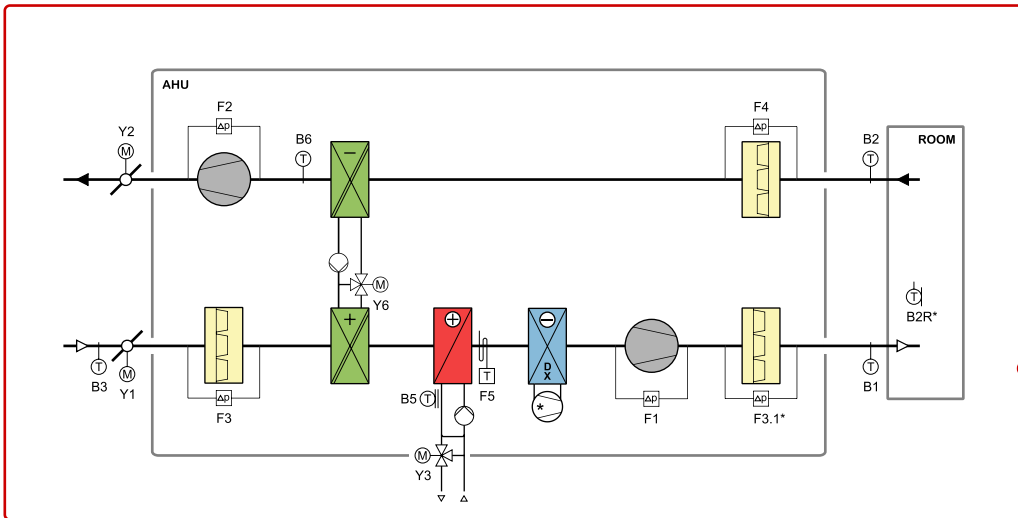 AHU
F2
F4
Δp
Δp
Y2
B6
B2
ROOM
M
T
T
−
M
Y6
T
B2R*
+
+
−
DX
T
M
T
T
B3
Y1
Δp
B5
T
F5
*
Δp
Δp
B1
F3
F1
F3.1*
M
Y3